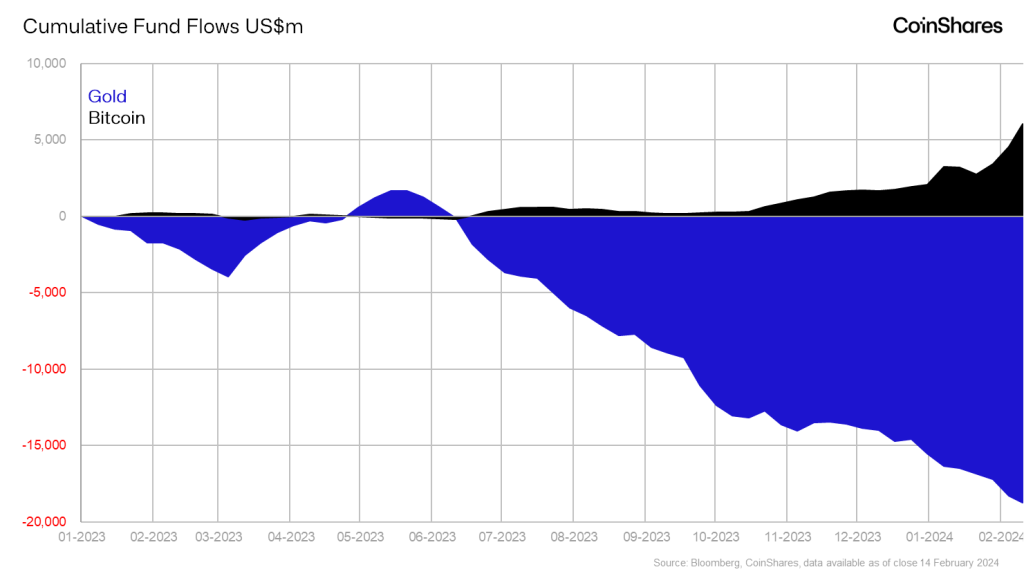 Cumulative Fund Flows US$m
CoinShares
10,000
Gold
Bitcoin
5,000
0
-5,000
-10,000
-15,000
-20,000
01-2023 02-2023 03-2023 04-2023 05-2023 06-2023 07-2023 08-2023 09-2023 10-2023 11-2023 12-2023 01-2024 02-2024
Source: Bloomberg, CoinShares, data available as of close 14 February 2024